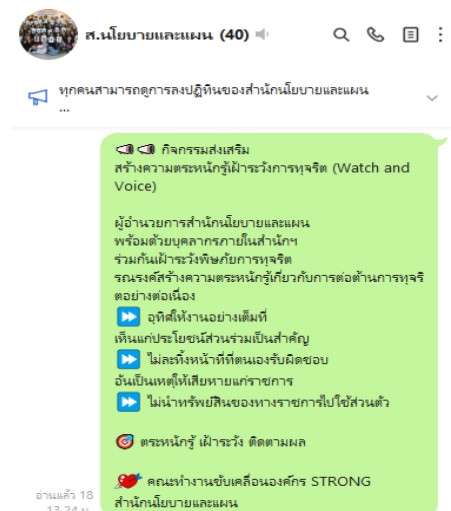 ส.นโยบายและแผน (40)
ทุกคนสามารถดูการลงปฏิทินของสำนักนโยบายและแผน
...
กิจกรรมส่งเสริม
สร้างความตระหนักรู้เฝ้าระวังการทุจริต (Watch and
Voice)
ผู้อำนวยการสำนักนโยบายและแผน
พร้อมด้วยบุคลากรภายในสำนักฯ
ร่วมกันเฝ้าระวังพิษภัยการทุจริต
รณรงค์สร้างความตระหนักรู้เกี่ยวกับการต่อต้านการทุจริ
ตอย่างต่อเนื่อง
อุทิศให้งานอย่างเต็มที่
เห็นแก่ประโยชน์ส่วนร่วมเป็นสำคัญ
ไม่ละทิ้งหน้าที่ที่ตนเองรับผิดชอบ
อันเป็นเหตุให้เสียหายแก่ราชการ
ไม่นำทรัพย์สินของทางราชการไปใช้ส่วนตัว
ตระหนักรู้ เฝ้าระวัง ติดตามผล
คณะทำงานขับเคลื่อนองค์กร STRONG
สำนักนโยบายและแผน
อ่านแล้ว 18
13.24 น.